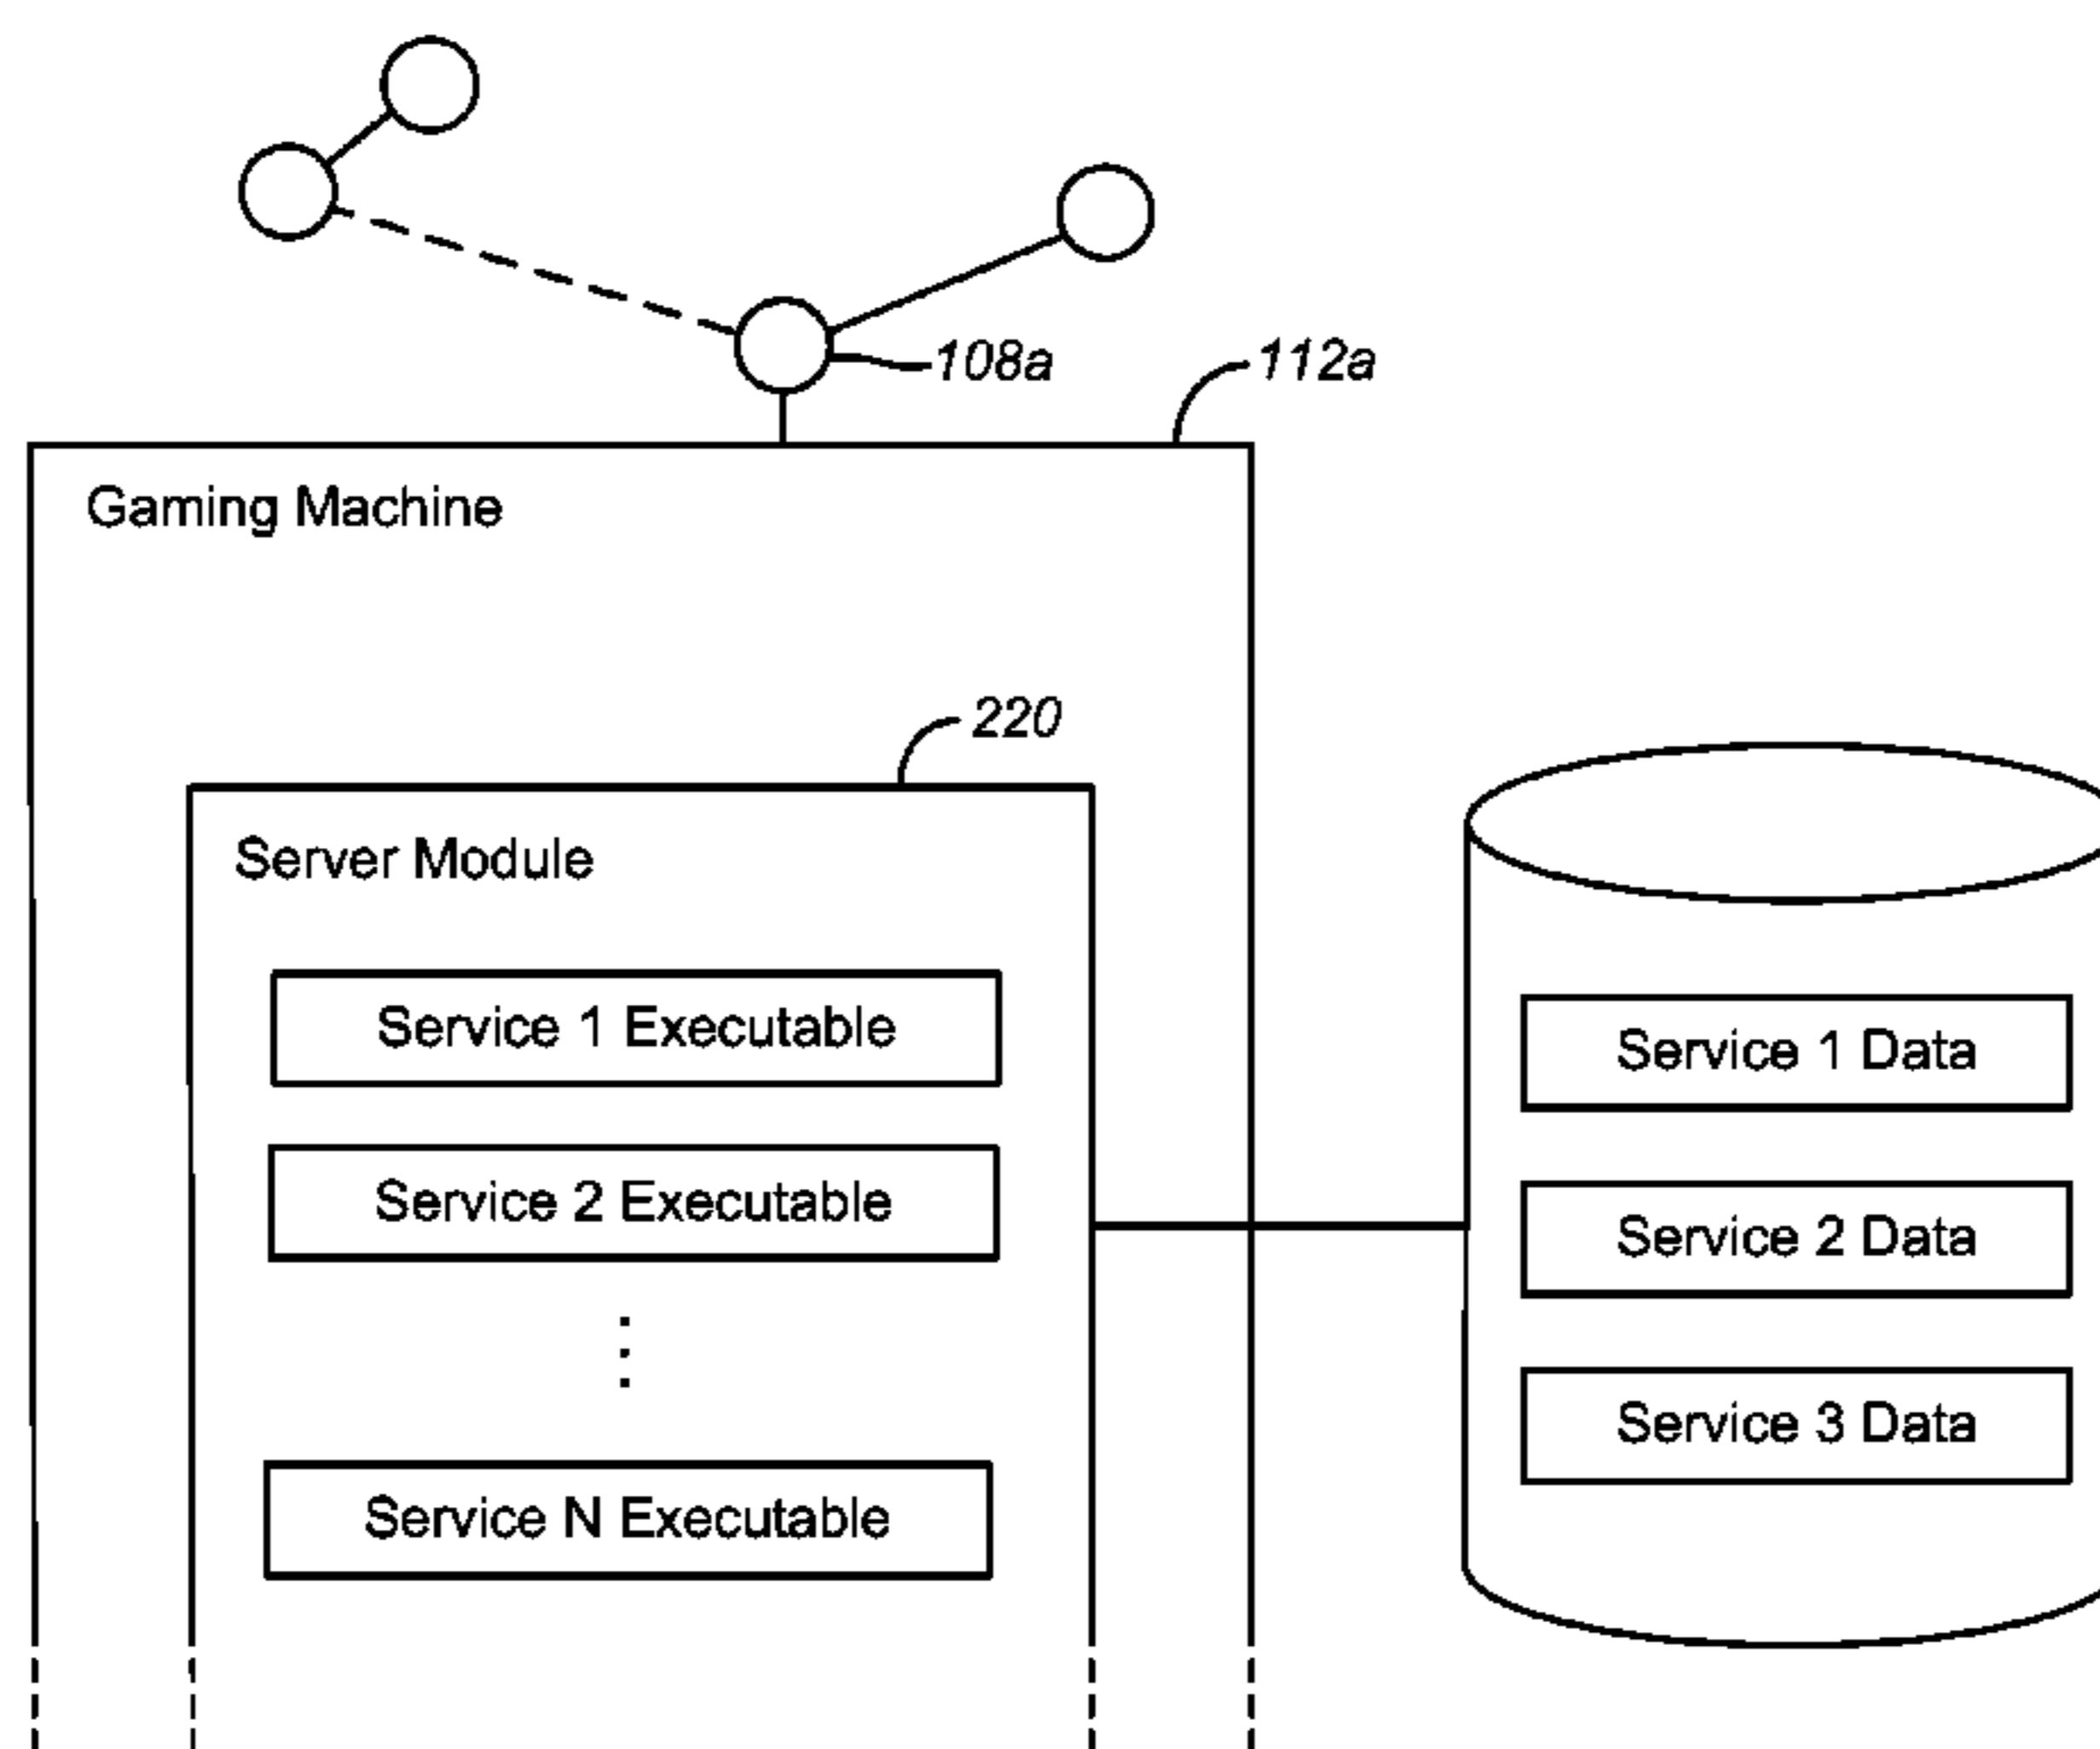 108a
112a
Gaming Machine
220
Server Module
Service 1 Executable
Service 2 Executable
Service N Executable
Service 1 Data
Service 2 Data
Service 3 Data